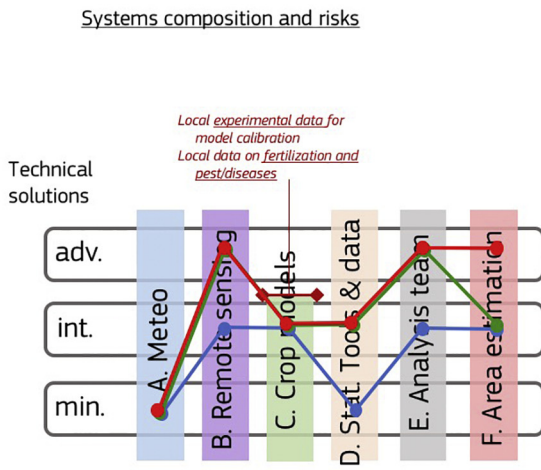 Systems composition and risks
Local experimental data for
model calibration
Local data on fertilization and
pest/diseases
Technical
solutions
adv.
int.
min.
A. Meteo
B. Remote sensing
C. Crop models
D. Stat. Toos & data
E. Analysis team
F. Area estimation